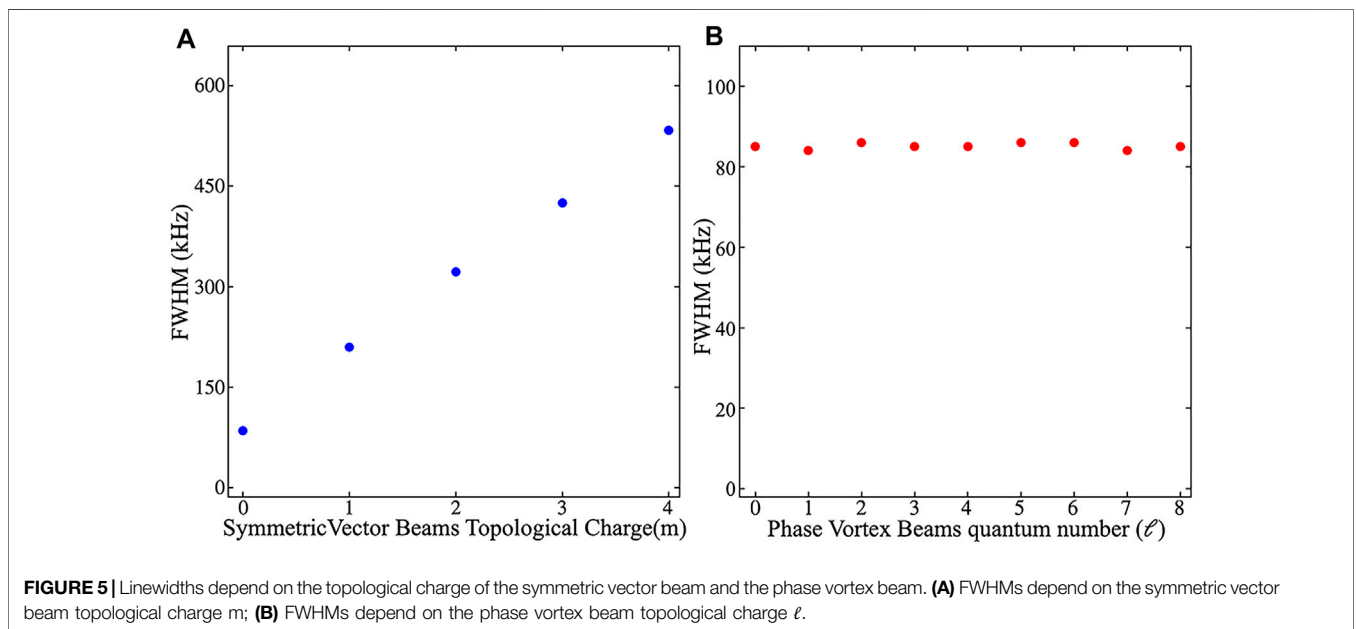 A
600
450
300
150
0
FWHM (kHz)
0 1 2 3 4
SymmetricVector Beams Topological Charge(m)
B
100
80
60
40
20
0
FWHM (kHz)
0 1 2 3 4 5 6 7 8
Phase Vortex Beams quantum number (ℓ)
FIGURE 5 | Linewidths depend on the topological charge of the symmetric vector beam and the phase vortex beam. (A) FWHMs depend on the symmetric vector
beam topological charge m; (B) FWHMs depend on the phase vortex beam topological charge ℓ.